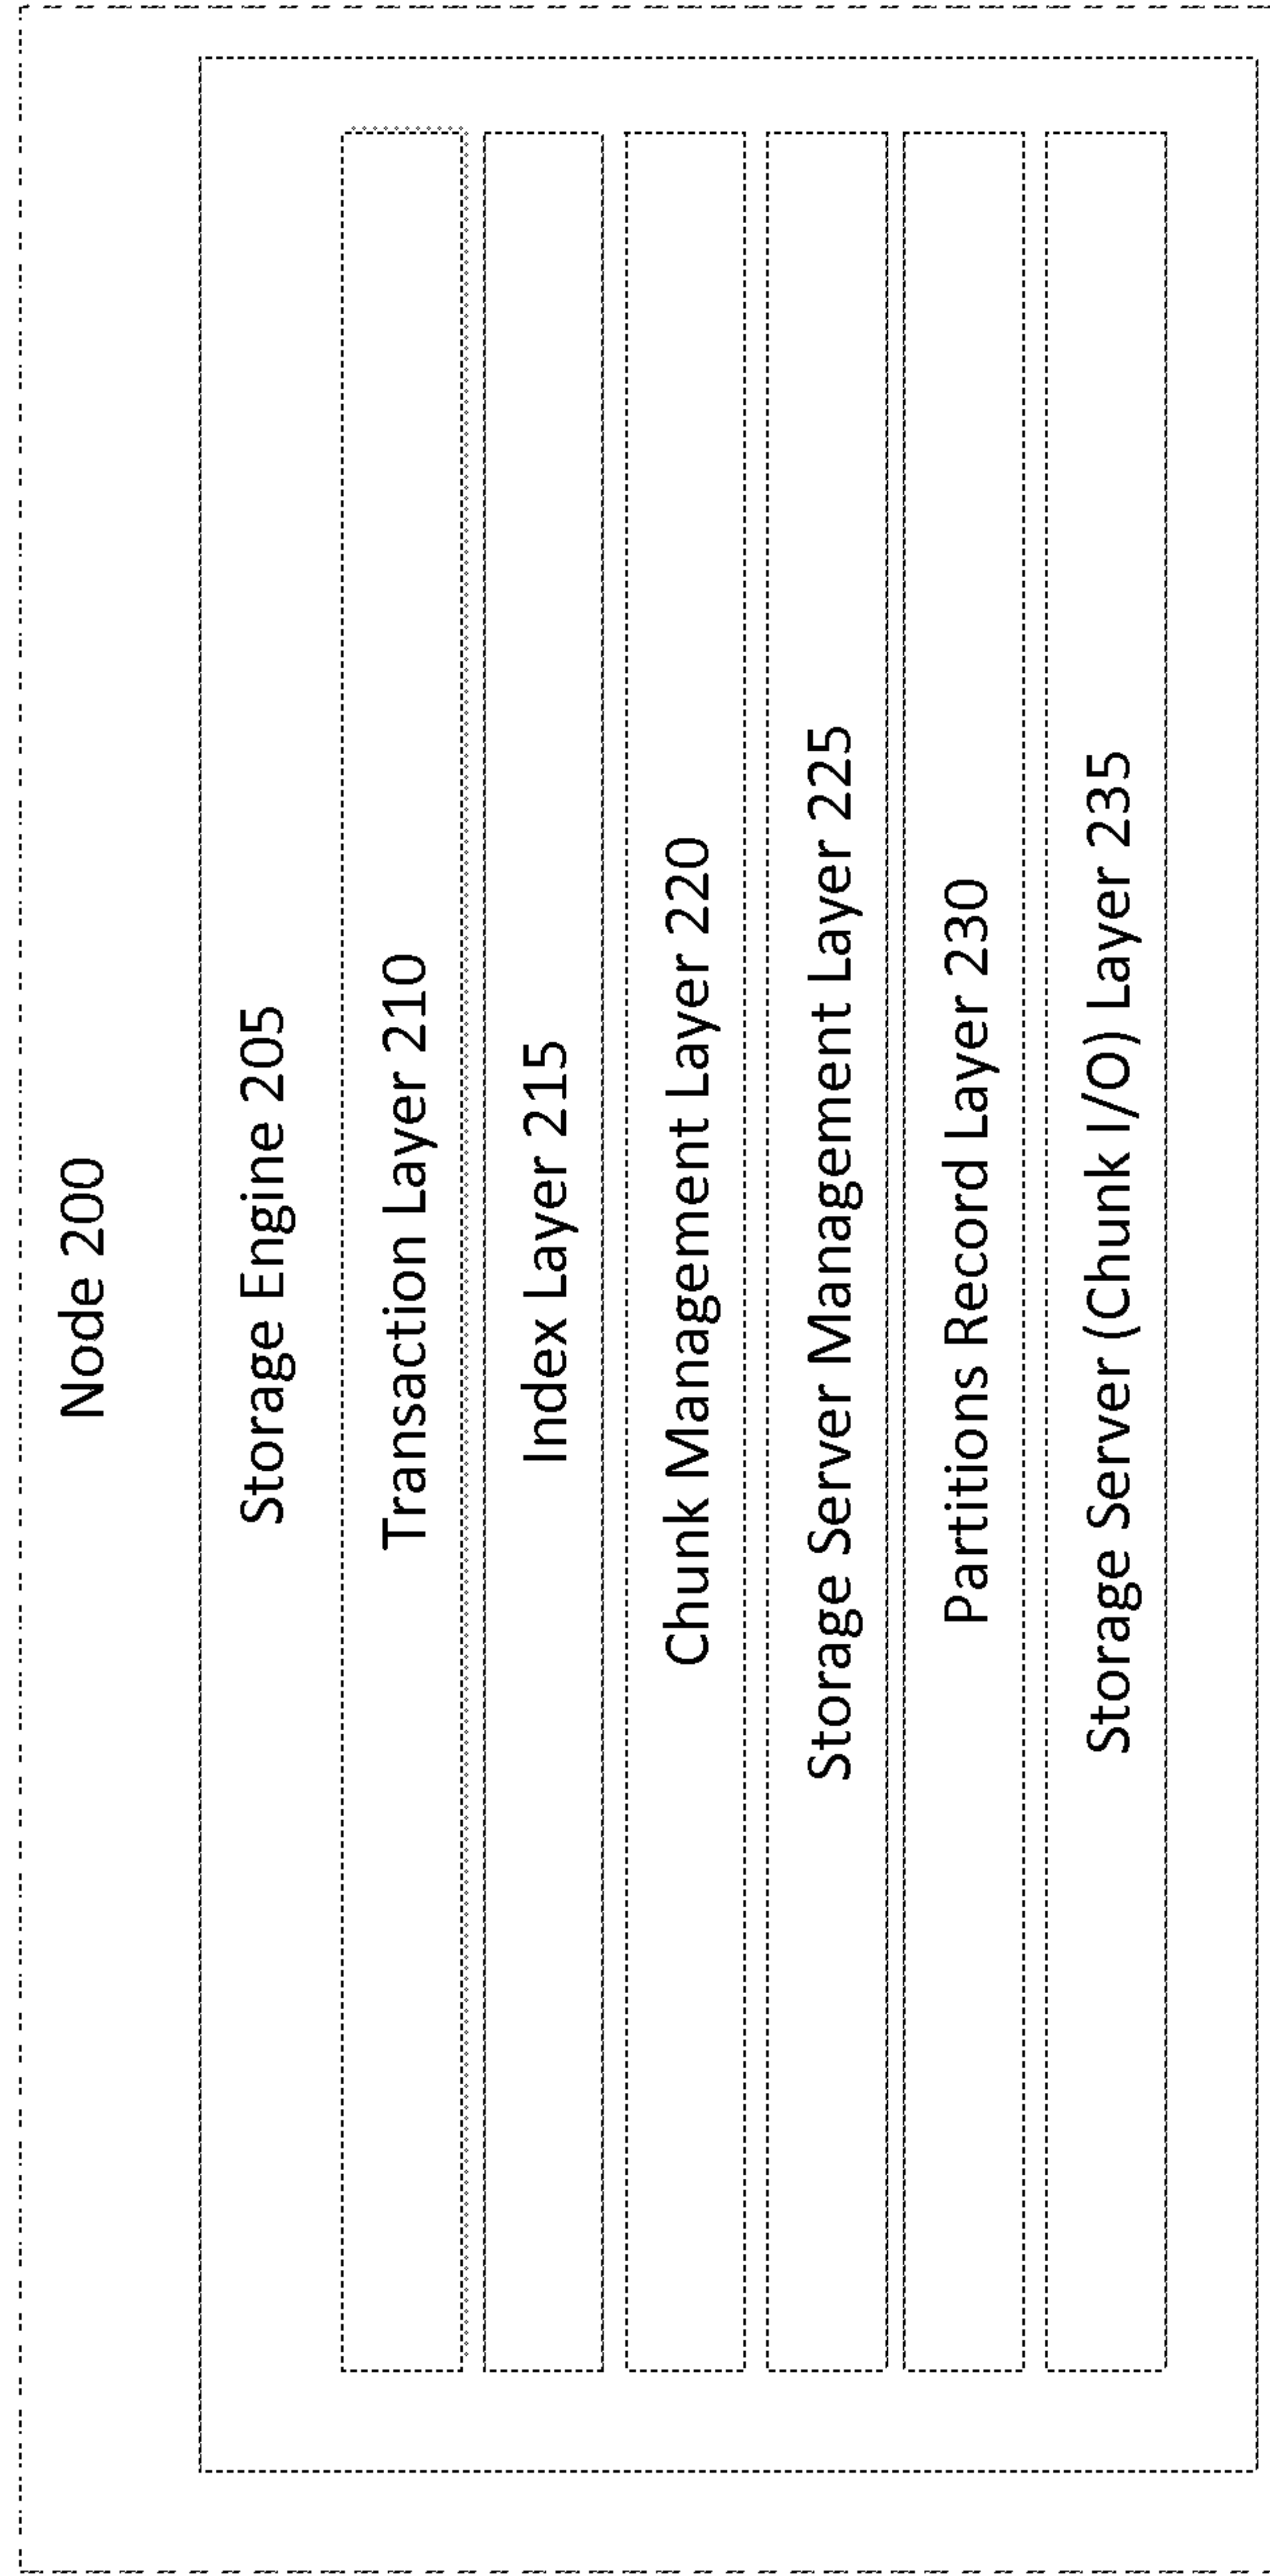 Node 200
Storage Engine 205
Transaction Layer 210
Index Layer 215
Chunk Management Layer 220
Storage Server Management Layer 225
Partitions Record Layer 230
Storage Server (Chunk I/O) Layer 235